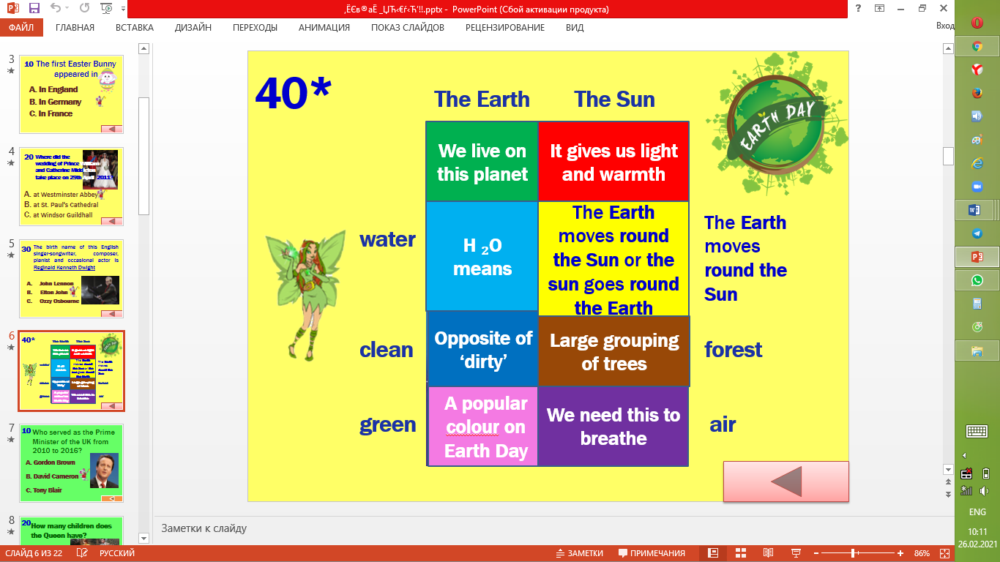 ‚Ё€в®аЁ _ЏЋ‹€ѓ‹Ћ’!!.pptx - PowerPoint (Сбой активации продукта)
ФАЙЛ ГЛАВНАЯ ВСТАВКА ДИЗАЙН ПЕРЕХОДЫ АНИМАЦИЯ ПОКАЗ СЛАЙДОВ РЕЦЕНЗИРОВАНИЕ ВИД Вход
3
10 The first Easter Bunny
appeared in
A. In England
B. In Germany
C. In France
4
20 Where did the
wedding of Prince
and Catherine
take place on 29th April
A. at Westminster Abbey
B. at St. Paul's Cathedral
C. at Windsor Guildhall
5
30 The birth name of this English
singer-songwriter, composer,
pianist and occasional actor is
Reginald Kenneth Dwight
A. John Lennon
B. Elton John
C. Ozzy Osbourne
6
40*
7
10 Who served as the Prime
Minister of the UK from
2010 to 2016?
A. Gordon Brown
B. David Cameron
C. Tony Blair
8
20 How many children does
the Queen have?
40*
The Earth The Sun
EARTH DAY
We live on
this planet
It gives us light
and warmth
water
H ₂O
means
The Earth
moves round
the Sun or the
sun goes round
the Earth
The Earth
moves
round the
Sun
clean
Opposite of
‘dirty’
Large grouping
of trees
forest
green
A popular
colour on
Earth Day
We need this to
breathe
air
Заметки к слайду
СЛАЙД 6 ИЗ 22 РУССКИЙ ЗАМЕТКИ ПРИМЕЧАНИЯ 86%
ENG
10:11
26.02.2021